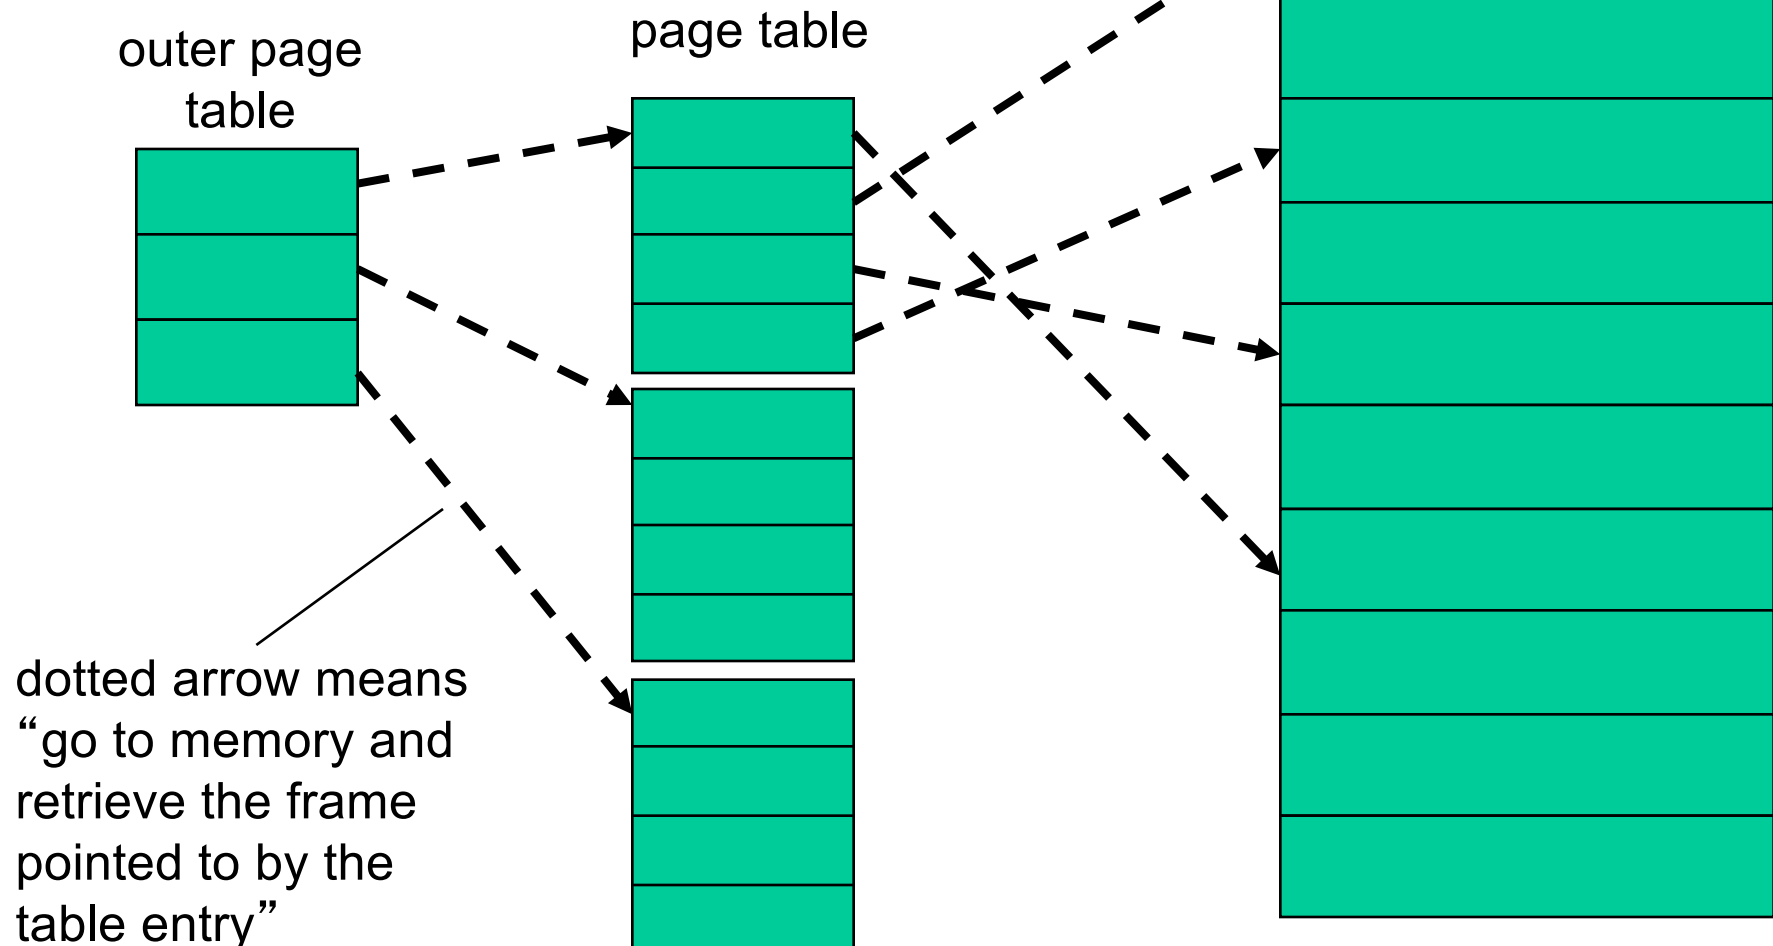 outer page
table
page table
dotted arrow means
“go to memory and
retrieve the frame
pointed to by the
table entry”